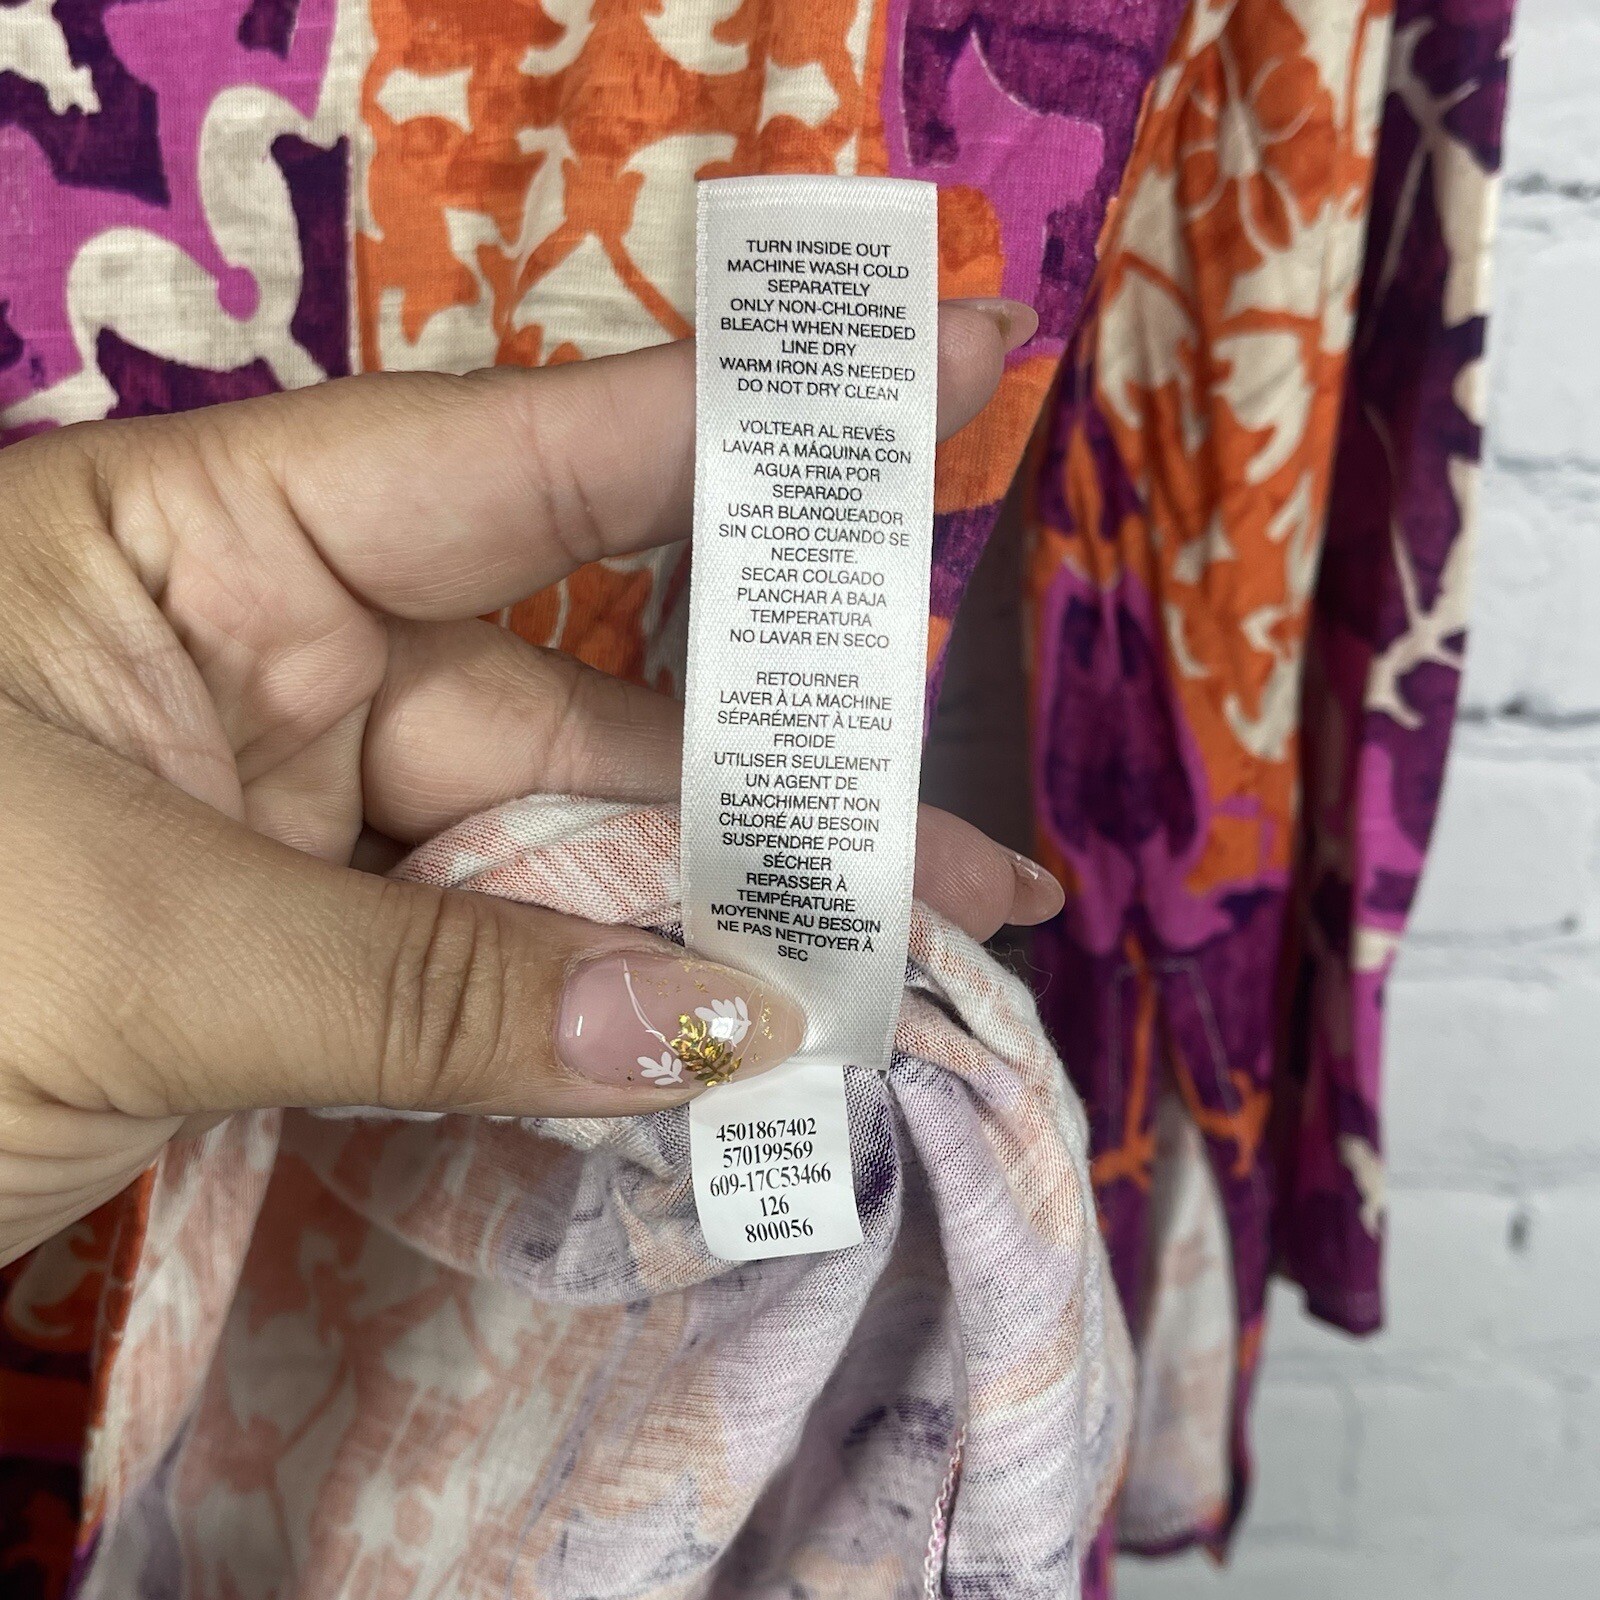 TURN INSIDE OUT
MACHINE WASH COLD
SEPARATELY
ONLY NON-CHLORINE
BLEACH WHEN NEEDED
LINE DRY
WARM IRON AS NEEDED
DO NOT DRY CLEAN
VOLTEAR AL REVÉS
LAVAR A MÁQUINA CON
AGUA FRIA POR
SEPARADO
USAR BLANQUEADOR
SIN CLORO CUANDO SE
NECESITE.
SECAR COLGADO
PLANCHAR A BAJA
TEMPERATURA
NO LAVAR EN SECO
RETOURNER
LAVER À LA MACHINE
SÉPARÉMENT À L'EAU
FROIDE
UTILISER SEULEMENT
UN AGENT DE
BLANCHIMENT NON
CHLORÉ AU BESOIN
SUSPENDRE POUR
SÉCHER
REPASSER À
TEMPÉRATURE
MOYENNE AU BESOIN
NE PAS NETTOYER À
SEC
4501867402
570199569
609-17C53466
126
800056